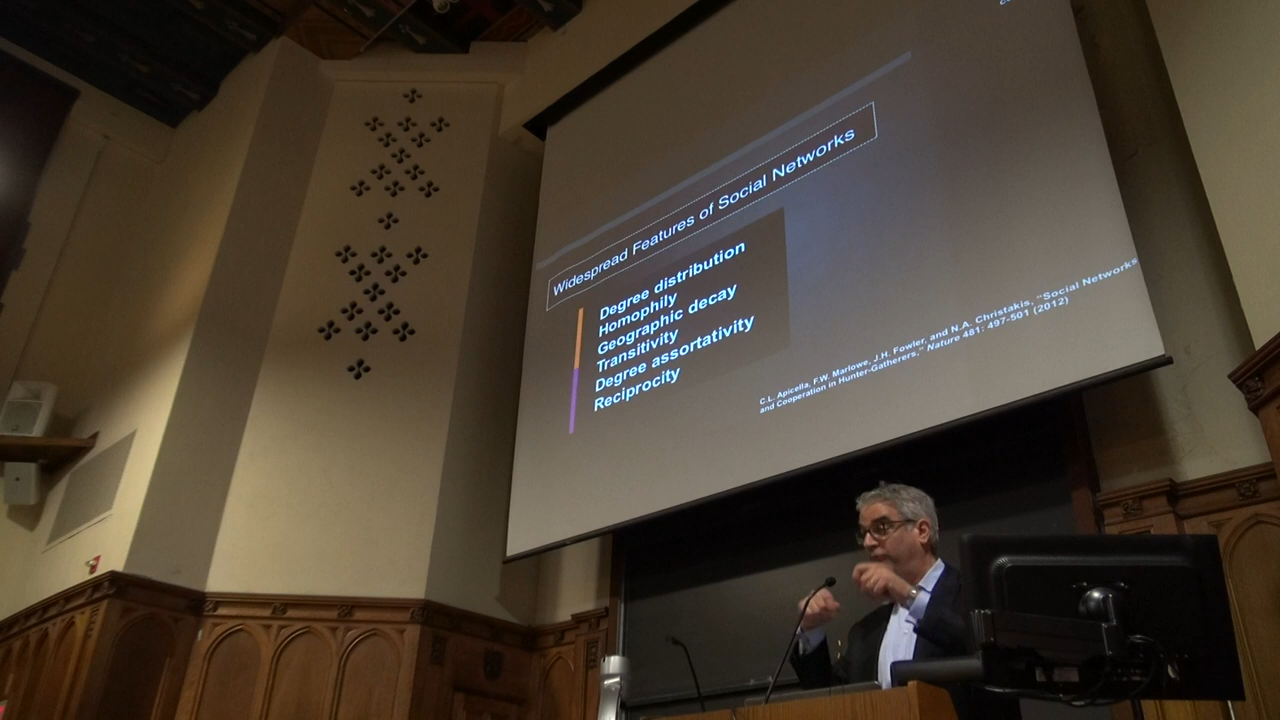 Widespread Features of Social Networks
Degree distribution
Homophily
Geographic decay
Transitivity
Degree assortativity
Reciprocity
C.L. Apicella, F.W. Marlowe, J.H. Fowler, and N.A. Christakis, "Social Networks
and Cooperation in Hunter-Gatherers," Nature 481: 497-501 (2012)